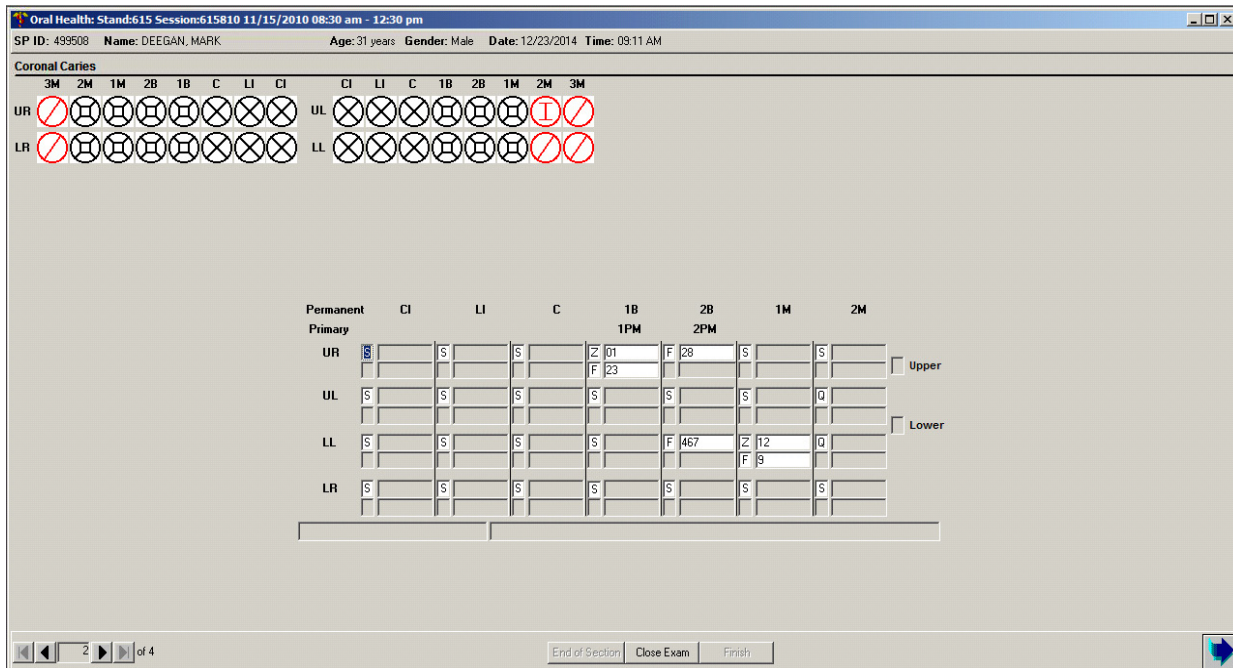 Oral Health: Stand:615 Session:615810 11/15/2010 08:30 am - 12:30 pm
SP ID: 499508 Name: DEEGAN, MARK Age: 31 years Gender: Male Date: 12/23/2014 Time: 09:11 AM
Coronal Caries
3M 2M 1M 2B 1B C LI CI CI LI C 1B 2B 1M 2M 3M
UR UL I
LR LL
Permanent CI LI C 1B 2B 1M 2M
Primary 1PM 2PM
UR S S S Z 01 F 28 S S
F 23
Upper
UL S S S S S S Q
Lower
LL S S S S F 467 Z 12 Q
F 9
LR S S S S S S S
2 of 4 End of Section Close Exam Finish